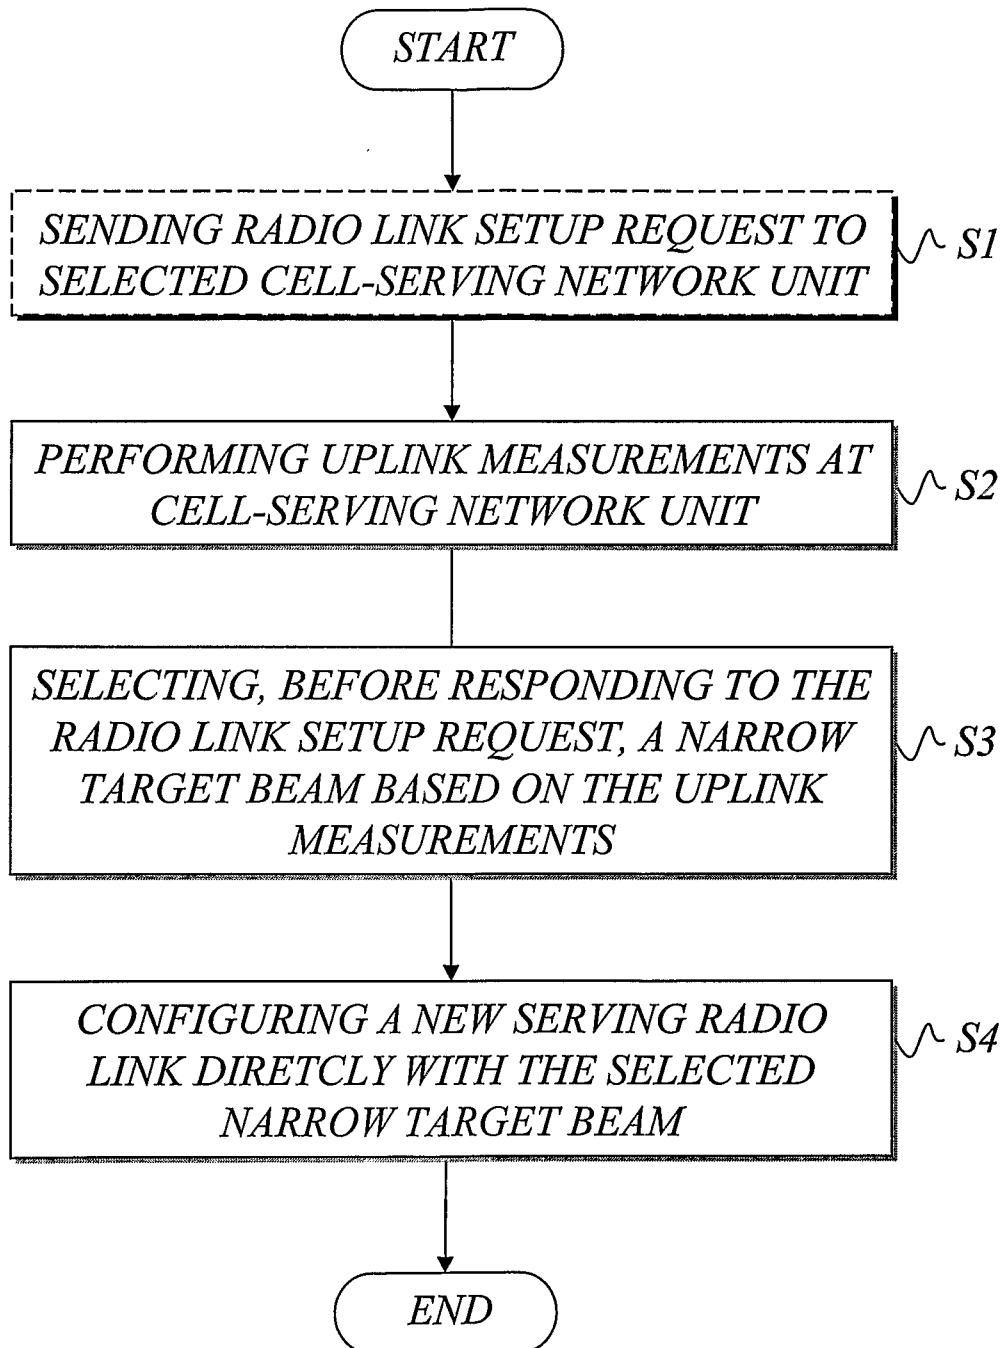 START
SENDING RADIO LINK SETUP REQUEST TO
SELECTED CELL-SERVING NETWORK UNIT
S1
PERFORMING UPLINK MEASUREMENTS AT
CELL-SERVING NETWORK UNIT
S2
SELECTING, BEFORE RESPONDING TO THE
RADIO LINK SETUP REQUEST, A NARROW
TARGET BEAM BASED ON THE UPLINK
MEASUREMENTS
S3
CONFIGURING A NEW SERVING RADIO
LINK DIRETCLY WITH THE SELECTED
NARROW TARGET BEAM
S4
END